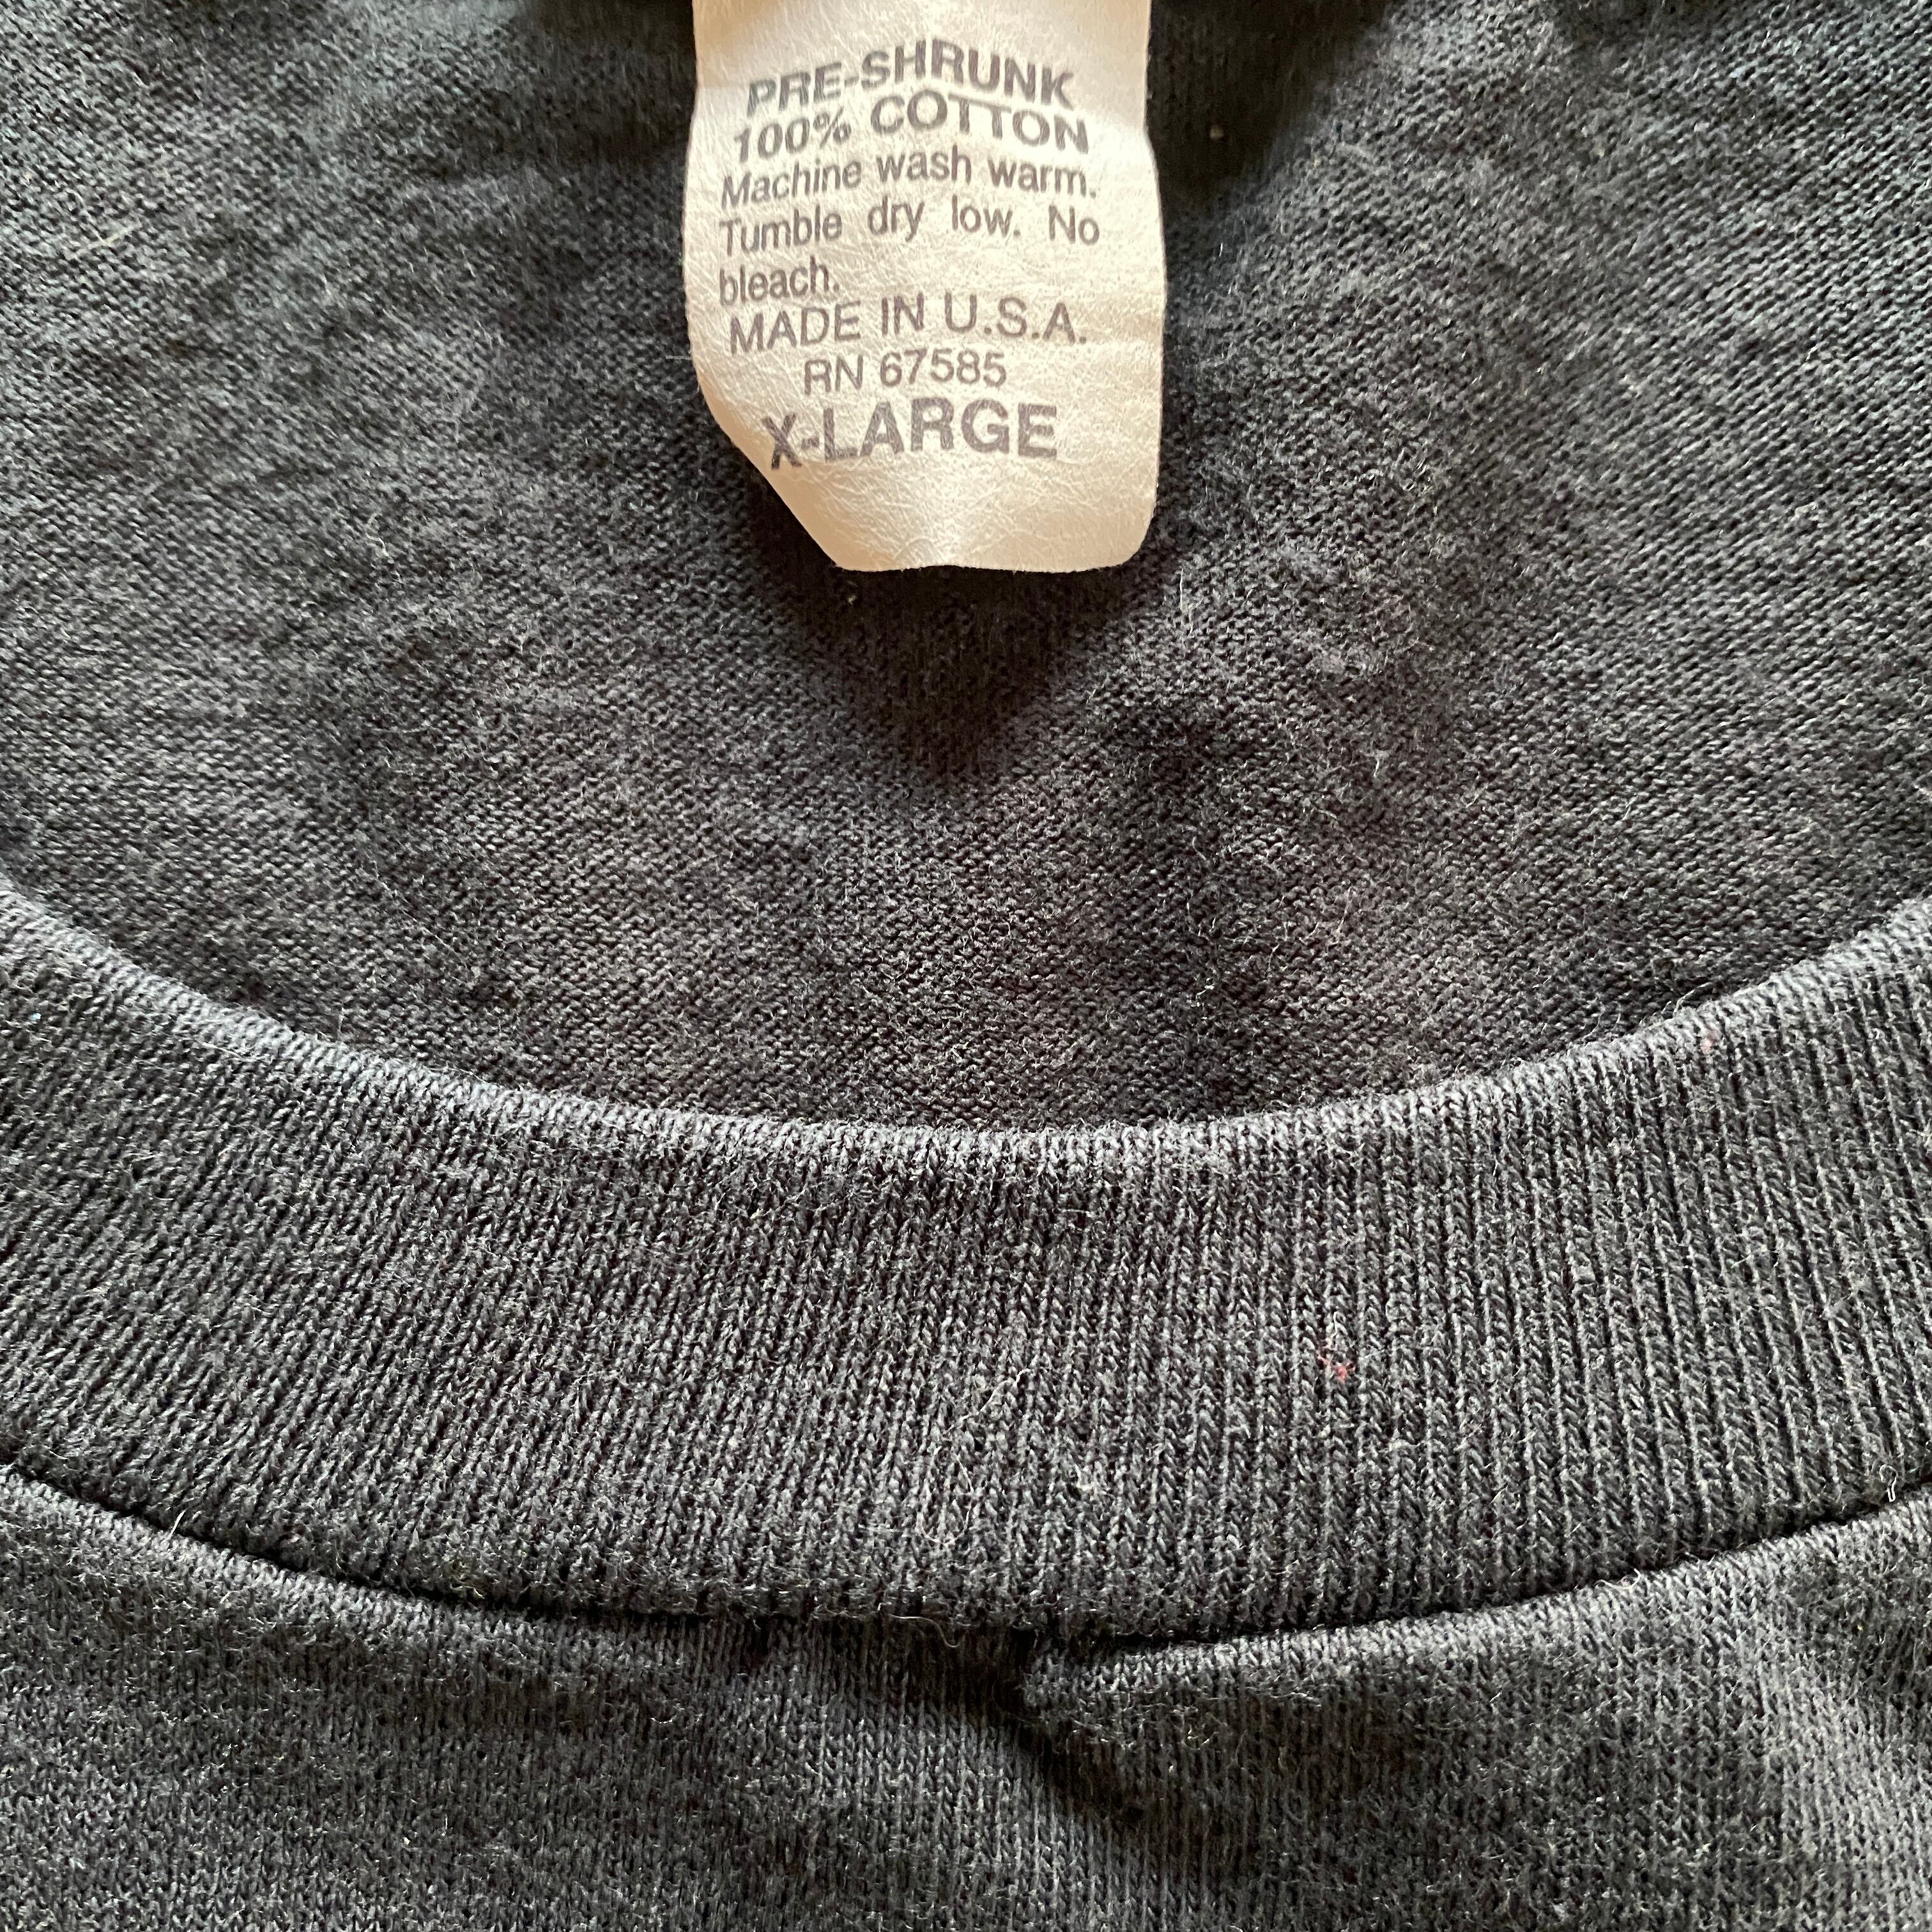 PRE-SHRUNK
100% COTTON
Machine wash warm.
Tumble dry low. No
bleach.
MADE IN U.S.A.
RN 67585
X-LARGE